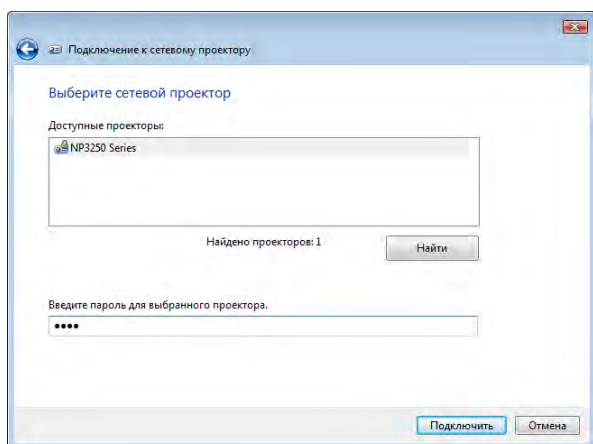 Подключение к сетевому проектору
Выберите сетевой проектор
Доступные проекторы:
NP3250 Series
Найдено проекторов: 1
Найти
Введите пароль для выбранного проектора.
••••
Подключить
Отмена